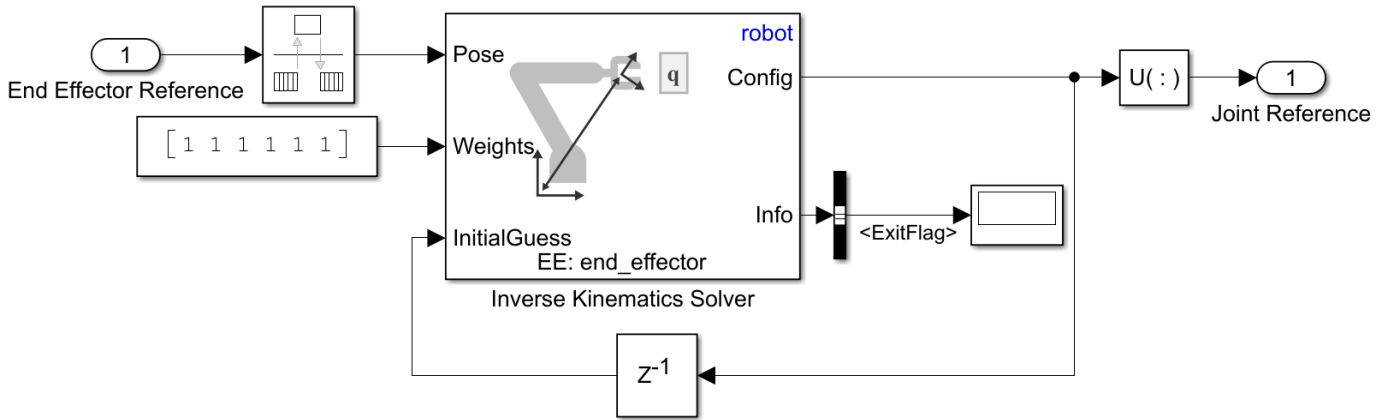 robot
1
Pose
q
Config
1
U( : )
End Effector Reference
Joint Reference
[1 1 1 1 1 1]
Weights
Info
<ExitFlag>
InitialGuess
EE: end_effector
Inverse Kinematics Solver
Z-1